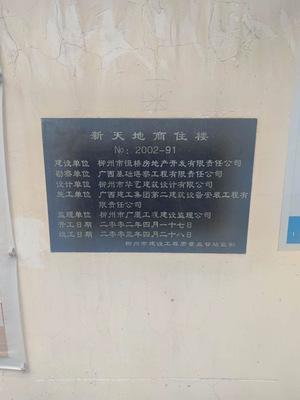 新天地商住楼
No：2002-91
建设单位 柳州市恒桥房地产开发有限责任公司
勘察单位 广西基础勘察工程有限责任公司
设计单位 柳州市华艺建筑设计有限公司
施工单位 广西建工集团第二建筑设备安装工程有
限责任公司
监理单位 柳州市广厦工程建设监理公司
开工日期 二零零二年四月一十七日
竣工日期 二零零三年四月二十八日
柳州市建设工程质量监督站监制